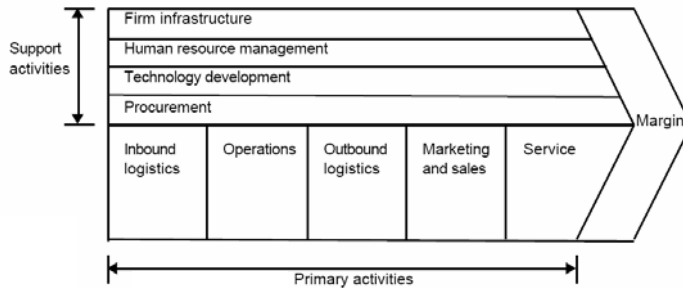 Firm infrastructure
Support
activities
Human resource management
Technology development
Procurement
Margin
Inbound
logistics
Operations
Outbound
logistics
Marketing
and sales
Service
Primary activities